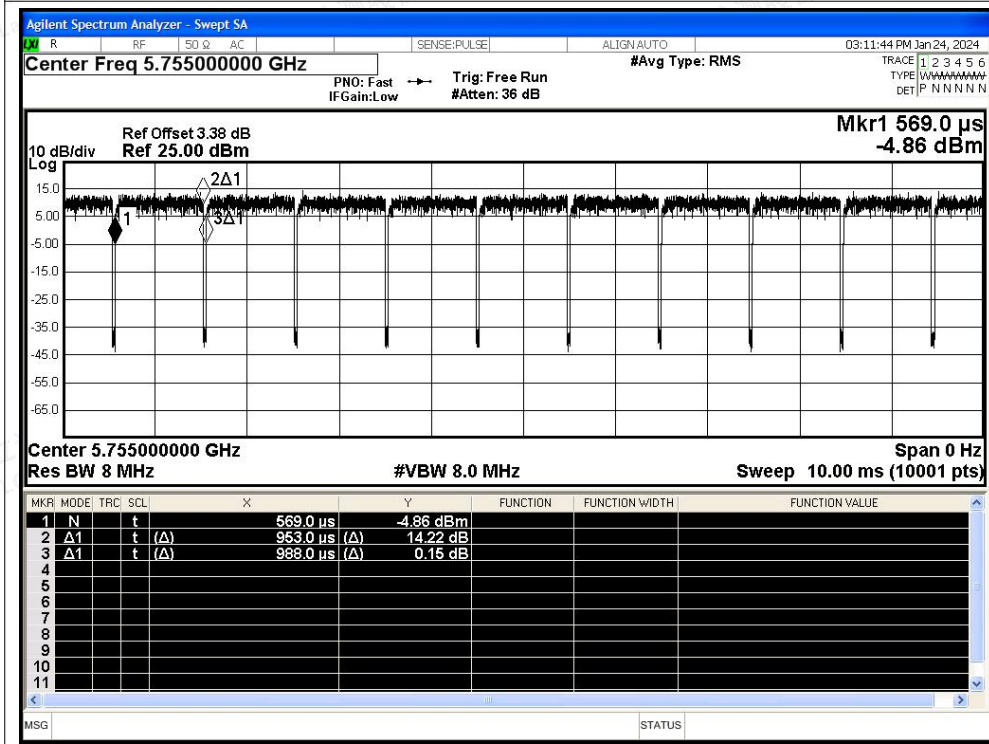 Agilent Spectrum Analyzer - Swept SA
LXI R RF 50 Ω AC SENSE:PULSE ALIGN AUTO 03:11:44 PM Jan 24, 2024
Center Freq 5.755000000 GHz #Avg Type: RMS TRACE 1 2 3 4 5 6
PNO: Fast Trig: Free Run TYPE WWWWWW
IFGain:Low #Atten: 36 dB DET P N N N N N
Mkr1 569.0 µs
Ref Offset 3.38 dB
10 dB/div Ref 25.00 dBm -4.86 dBm
Log
15.0
2Δ1
5.00
1
3Δ1
-5.00
-15.0
-25.0
-35.0
-45.0
-55.0
-65.0
Center 5.755000000 GHz Span 0 Hz
Res BW 8 MHz #VBW 8.0 MHz Sweep 10.00 ms (10001 pts)
MKR MODE TRC SCL X Y FUNCTION FUNCTION WIDTH FUNCTION VALUE
1 N t 569.0 µs -4.86 dBm
2 Δ1 t (Δ) 953.0 µs (Δ) 14.22 dB
3 Δ1 t (Δ) 988.0 µs (Δ) 0.15 dB
4
5
6
7
8
9
10
11
MSG STATUS